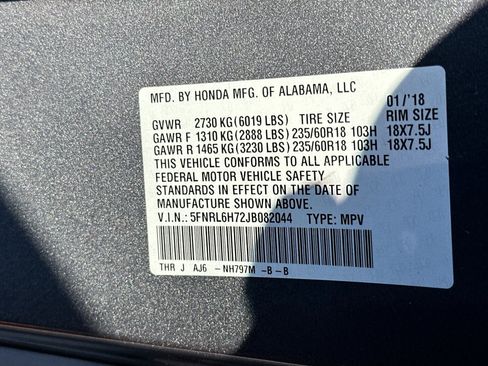 MFD. BY HONDA MFG. OF ALABAMA, LLC 01/'18
GVWR 2730 KG (6019 LBS) TIRE SIZE RIM SIZE
GAWR F 1310 KG (2888 LBS) 235/60R18 103H 18X7.5J
GAWR R 1465 KG (3230 LBS) 235/60R18 103H 18X7.5J
THIS VEHICLE CONFORMS TO ALL APPLICABLE
FEDERAL MOTOR VEHICLE SAFETY
STANDARDS IN EFFECT ON THE DATE OF
MANUFACTURE SHOWN ABOVE.
V.I.N.: 5FNRL6H72JB082044 TYPE: MPV
THR J AJ6 -NH797M -B-B